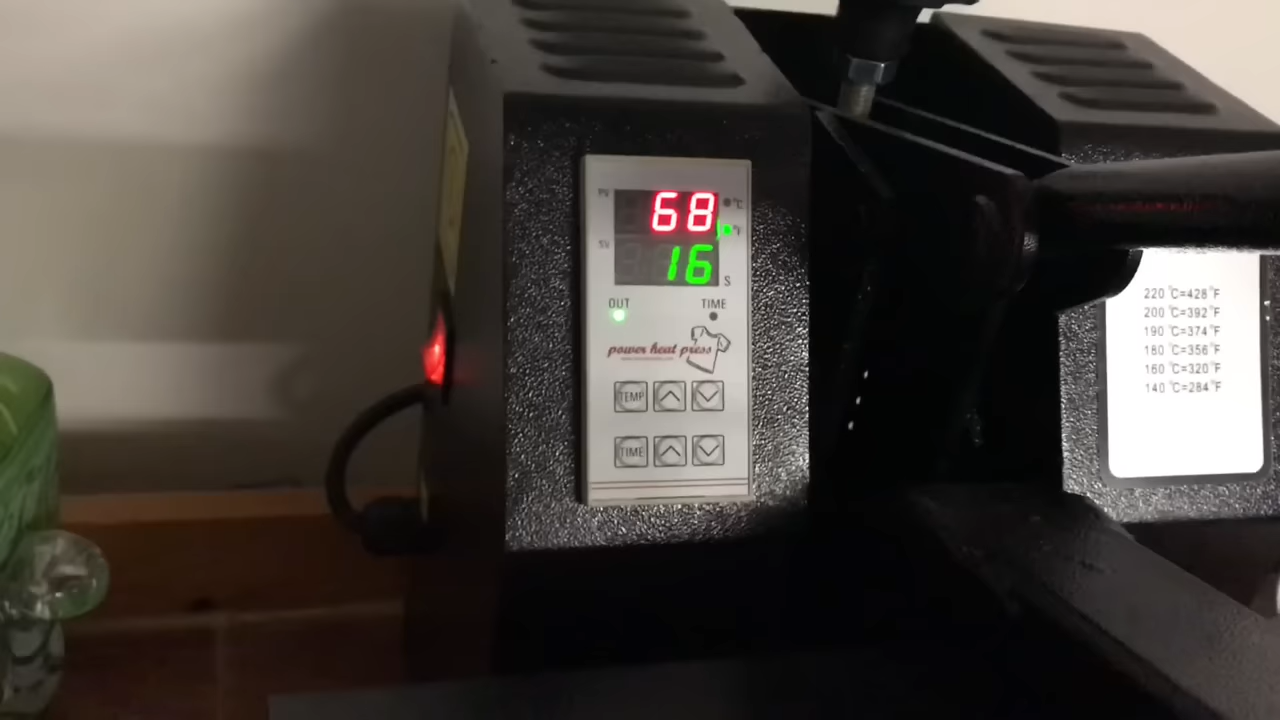 PV
68
°C
°F
SV
16
S
OUT
TIME
power heat press
TEMP
TIME
220 °C=428°F
200 °C=392°F
190 °C=374°F
180 °C=356°F
160 °C=320°F
140 °C=284°F